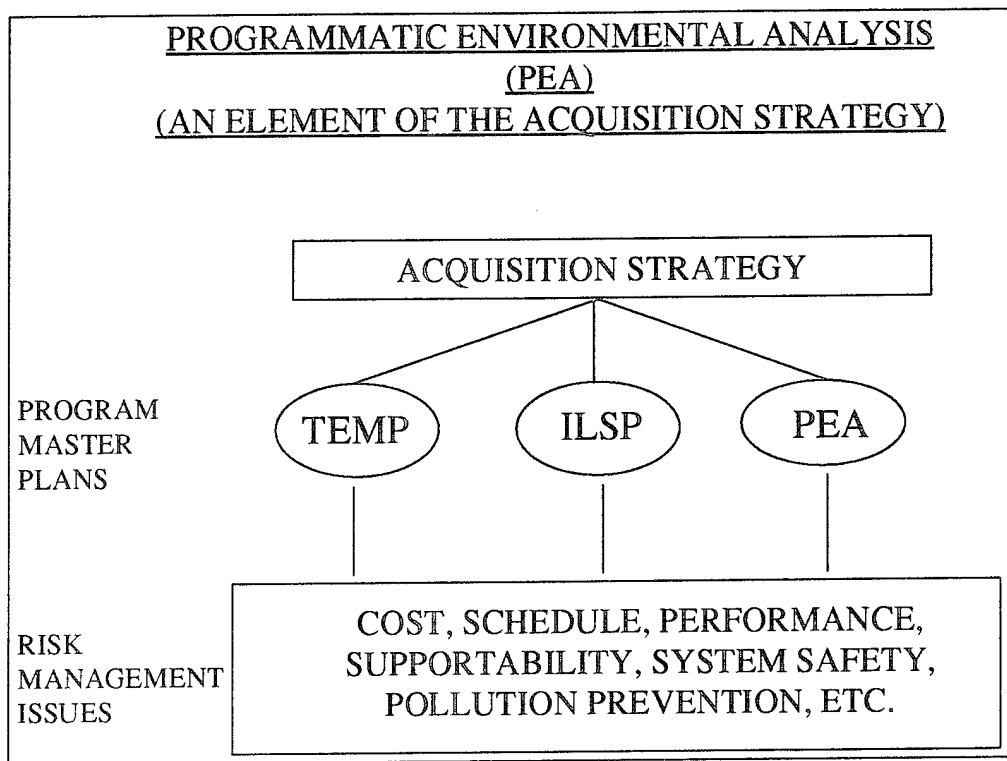 PROGRAMMATIC ENVIRONMENTAL ANALYSIS
(PEA)
(AN ELEMENT OF THE ACQUISITION STRATEGY)
ACQUISITION STRATEGY
PROGRAM
MASTER
PLANS
TEMP
ILSP
PEA
RISK
MANAGEMENT
ISSUES
COST, SCHEDULE, PERFORMANCE,
SUPPORTABILITY, SYSTEM SAFETY,
POLLUTION PREVENTION, ETC.